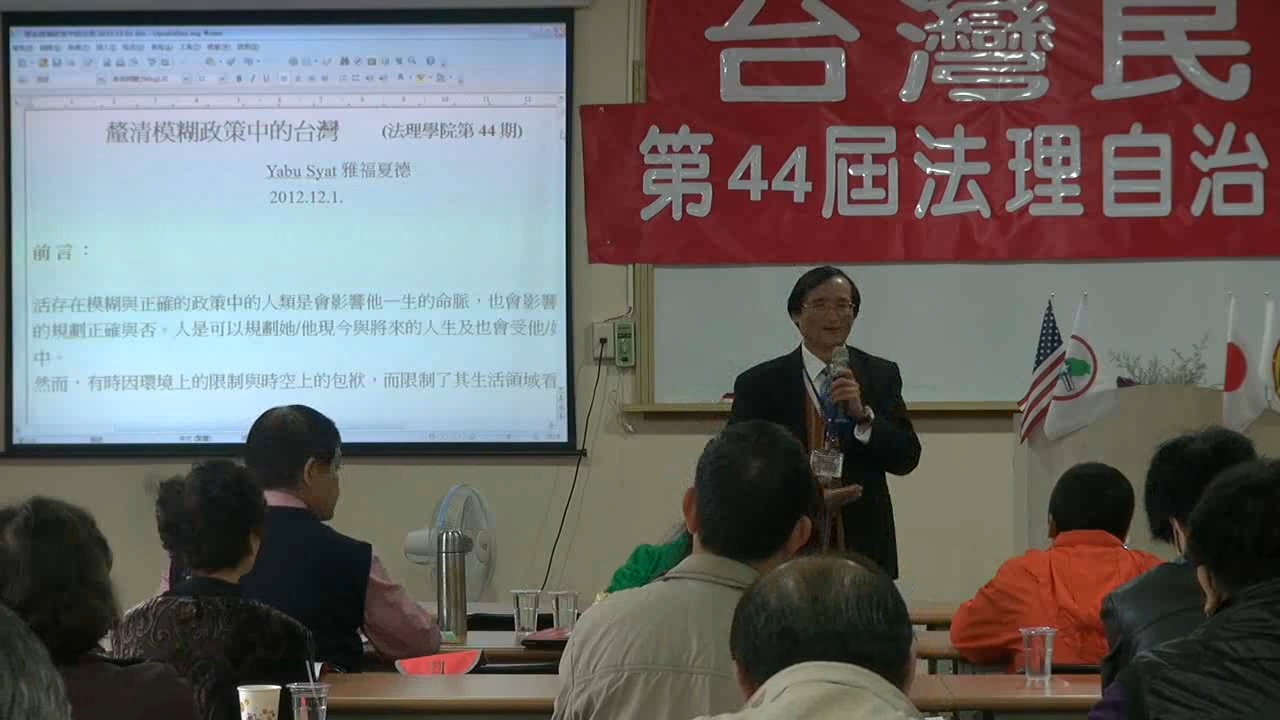 釐清模糊政策中的台灣 (法理學院第 44 期)
Yabu Syat 雅福夏德
2012.12.1.
前 言：
活存在模糊與正確的政策中的人類是會影響他一生的命脈，也會影響
的規劃正確與否。人是可以規劃她/他現今與將來的人生及也會受他/她
中。
然而，有時因環境上的限制與時空上的包袱，而限制了其生活領域看
台灣民
第44屆法理自治